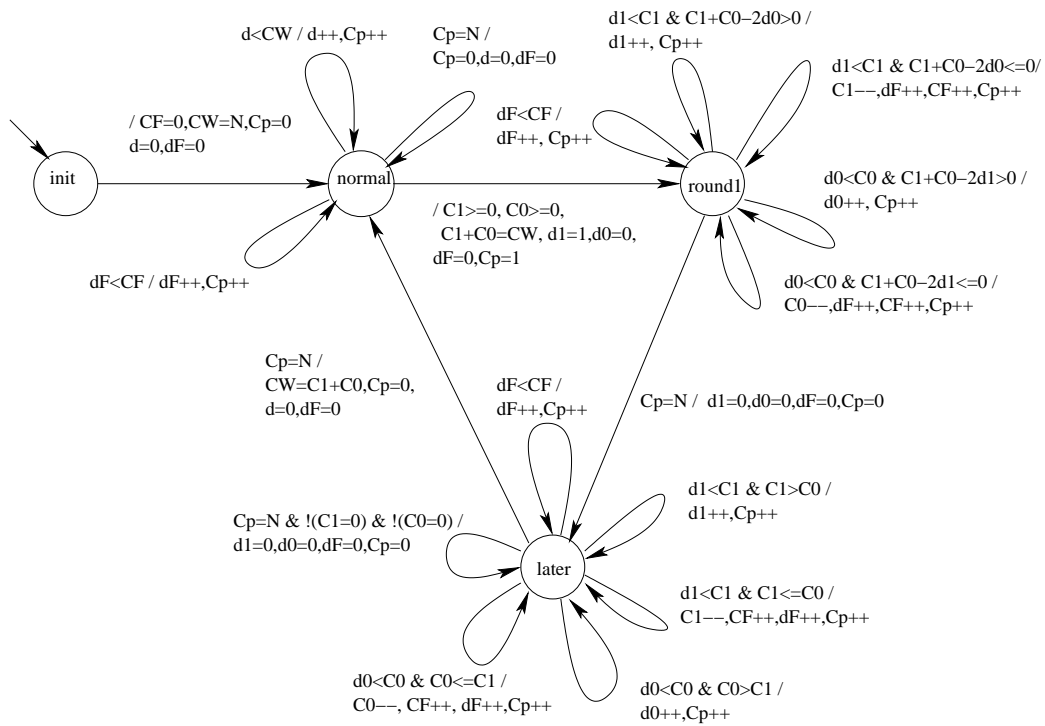 d<CW / d++,Cp++
Cp=N /
Cp=0,d=0,dF=0
d1<C1 & C1+C0−2d0>0 /
d1++, Cp++
d1<C1 & C1+C0−2d0<=0/
C1−−,dF++,CF++,Cp++
/ CF=0,CW=N,Cp=0
d=0,dF=0
dF<CF /
dF++, Cp++
init
normal
round1
d0<C0 & C1+C0−2d1>0 /
d0++, Cp++
/ C1>=0, C0>=0,
C1+C0=CW, d1=1,d0=0,
dF=0,Cp=1
dF<CF / dF++,Cp++
d0<C0 & C1+C0−2d1<=0 /
C0−−,dF++,CF++,Cp++
Cp=N /
CW=C1+C0,Cp=0,
d=0,dF=0
dF<CF /
dF++,Cp++
Cp=N / d1=0,d0=0,dF=0,Cp=0
Cp=N & !(C1=0) & !(C0=0) /
d1=0,d0=0,dF=0,Cp=0
d1<C1 & C1>C0 /
d1++,Cp++
later
d1<C1 & C1<=C0 /
C1−−,CF++,dF++,Cp++
d0<C0 & C0<=C1 /
C0−−, CF++, dF++,Cp++
d0<C0 & C0>C1 /
d0++,Cp++